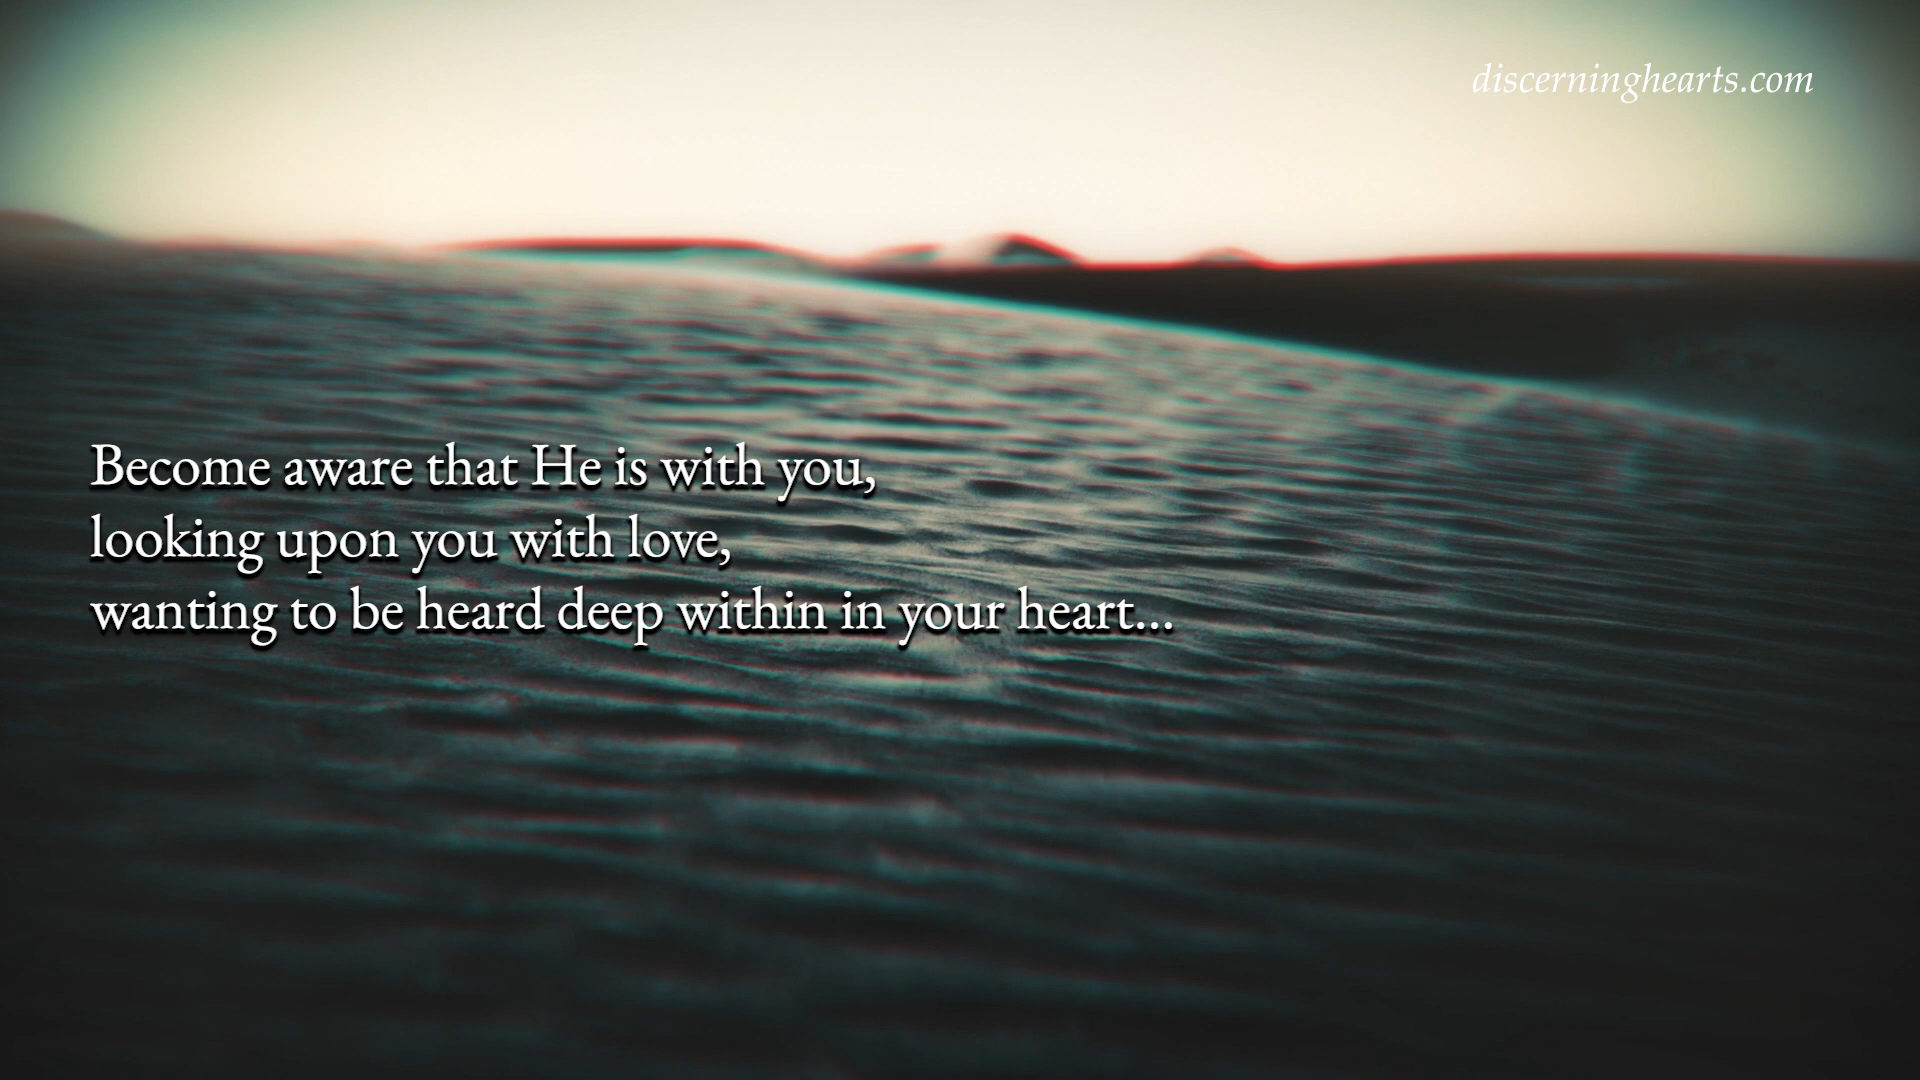 discerninghearts.com
Become aware that He is with you,
looking upon you with love,
wanting to be heard deep within in your heart...